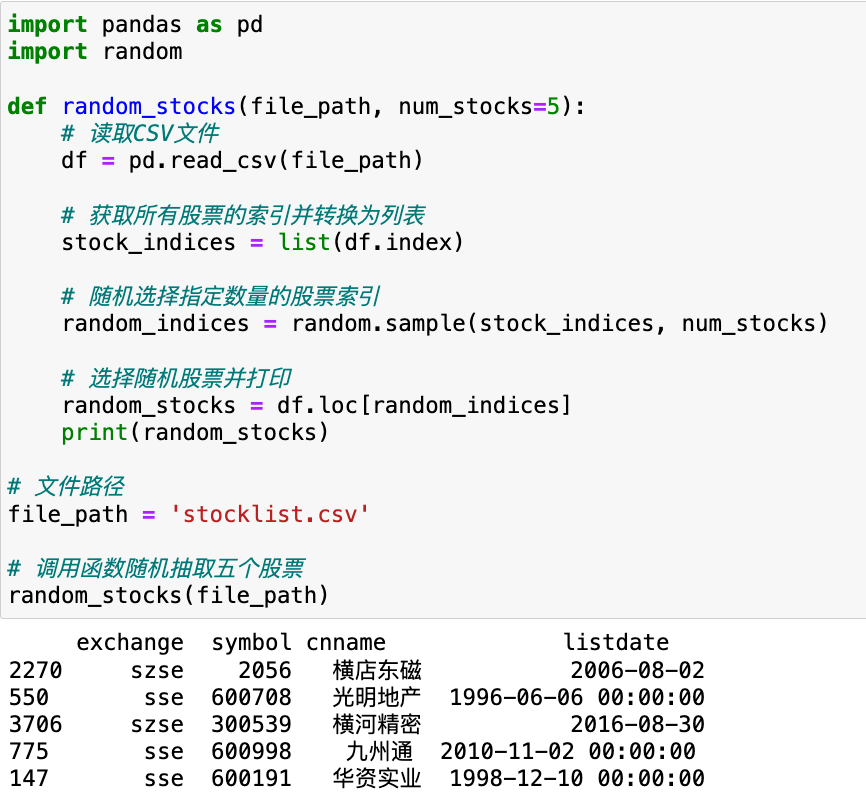 import pandas as pd
import random
def random_stocks(file_path, num_stocks=5):
# 读取CSV文件
df = pd.read_csv(file_path)
# 获取所有股票的索引并转换为列表
stock_indices = list(df.index)
# 随机选择指定数量的股票索引
random_indices = random.sample(stock_indices, num_stocks)
# 选择随机股票并打印
random_stocks = df.loc[random_indices]
print(random_stocks)
# 文件路径
file_path = 'stocklist.csv'
# 调用函数随机抽取五个股票
random_stocks(file_path)
exchange symbol cnname listdate
2270 szse 2056 横店东磁 2006-08-02
550 sse 600708 光明地产 1996-06-06 00:00:00
3706 szse 300539 横河精密 2016-08-30
775 sse 600998 九州通 2010-11-02 00:00:00
147 sse 600191 华资实业 1998-12-10 00:00:00